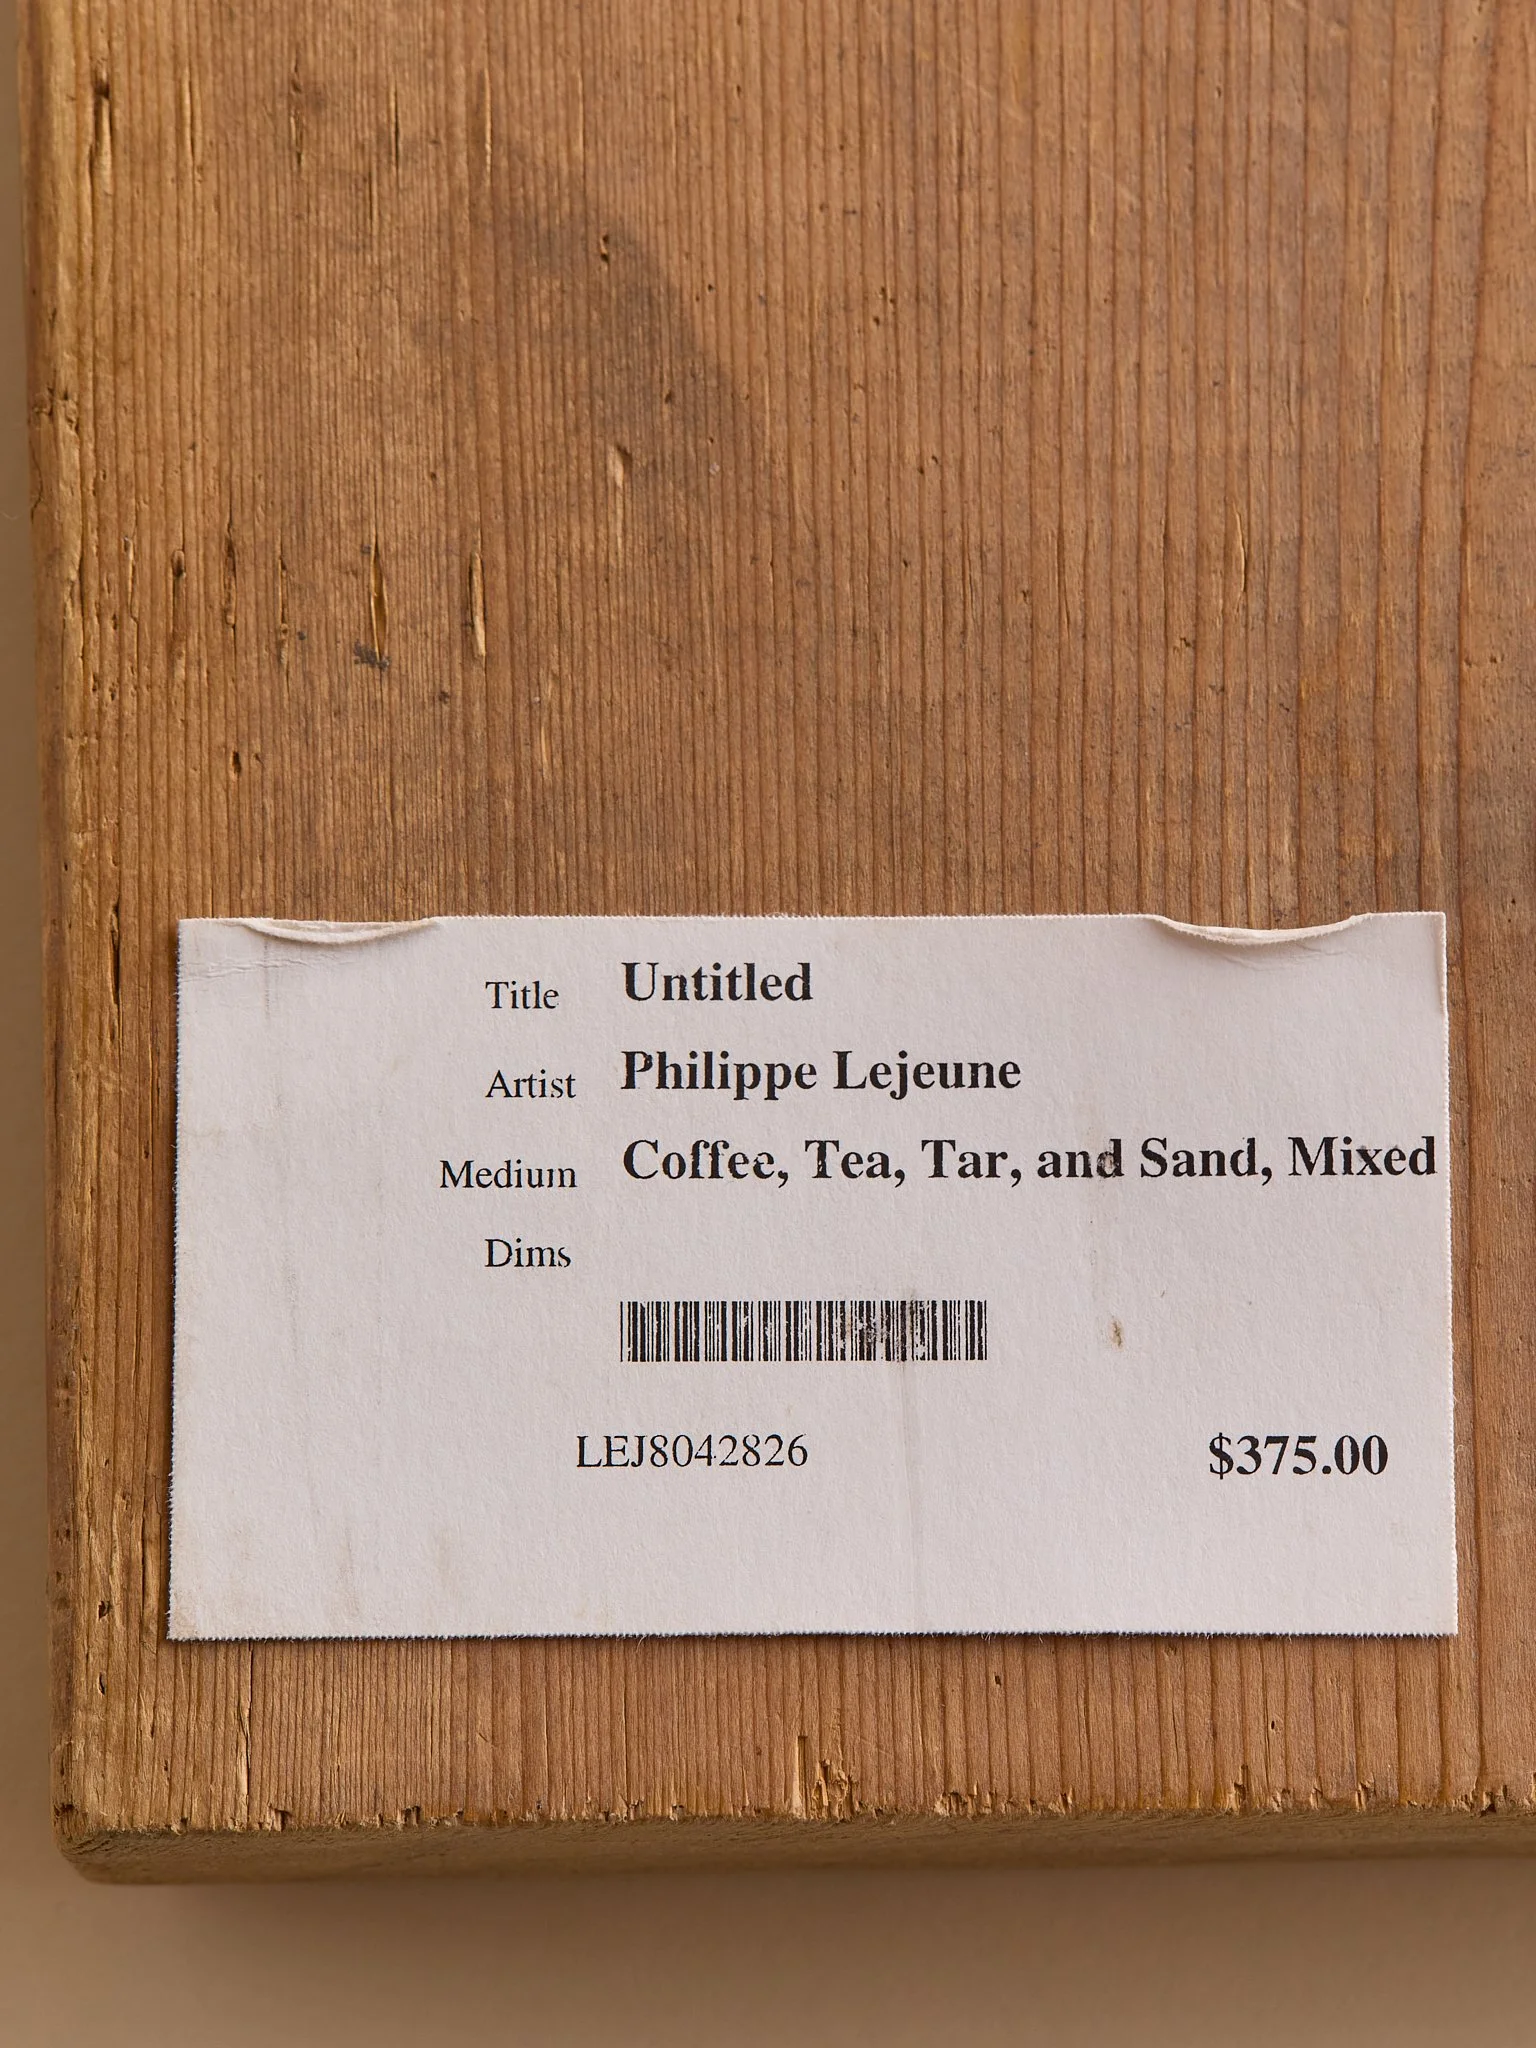 Title Untitled
Artist Philippe Lejeune
Medium Coffee, Tea, Tar, and Sand, Mixed
Dims
LEJ8042826 $375.00